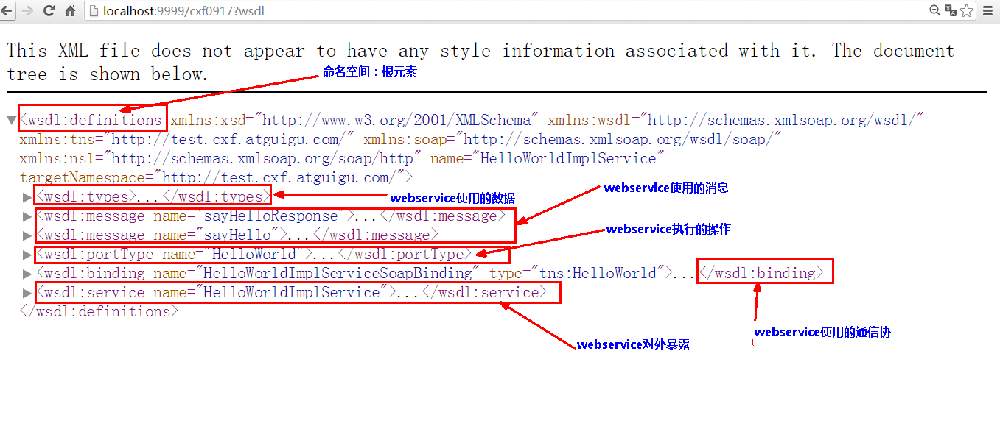 localhost:9999/cxf0917?wsdl
This XML file does not appear to have any style information associated with it. The document
tree is shown below.
命名空间：根元素
<wsdl:definitions xmlns:xsd="http://www.w3.org/2001/XMLSchema" xmlns:wsdl="http://schemas.xmlsoap.org/wsdl/"
xmlns:tns="http://test.cxf.atguigu.com/" xmlns:soap="http://schemas.xmlsoap.org/wsdl/soap/"
xmlns:ns1="http://schemas.xmlsoap.org/soap/http" name="HelloWorldImplService"
targetNamespace="http://test.cxf.atguigu.com/">
webservice使用的消息
<wsdl:types>...</wsdl:types>
webservice使用的数据
<wsdl:message name="sayHelloResponse">...</wsdl:message>
webservice执行的操作
<wsdl:message name="sayHello">...</wsdl:message>
<wsdl:portType name="HelloWorld">...</wsdl:portType>
<wsdl:binding name="HelloWorldImplServiceSoapBinding" type="tns:HelloWorld">...</wsdl:binding>
<wsdl:service name="HelloWorldImplService">...</wsdl:service>
</wsdl:definitions>
webservice使用的通信协
webservice对外暴露